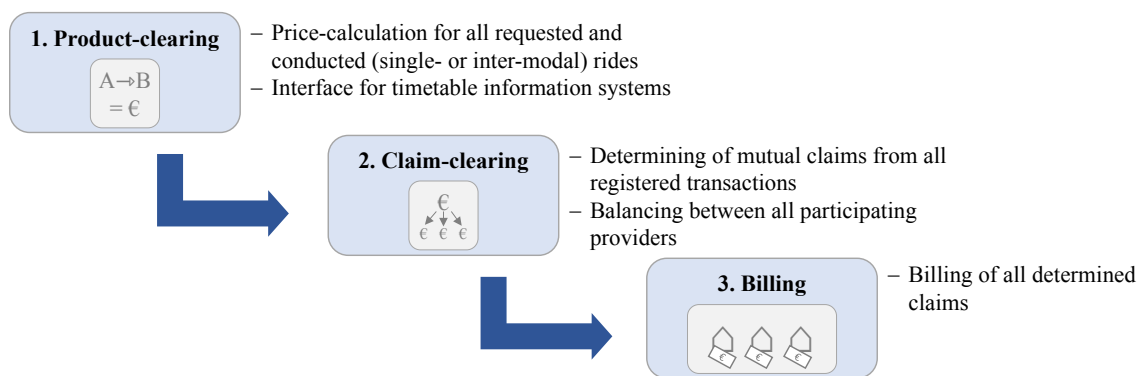 1. Product-clearing
A→B
= €
– Price-calculation for all requested and
conducted (single- or inter-modal) rides
– Interface for timetable information systems
2. Claim-clearing
€
€ € €
– Determining of mutual claims from all
registered transactions
– Balancing between all participating
providers
3. Billing
€ € €
– Billing of all determined
claims